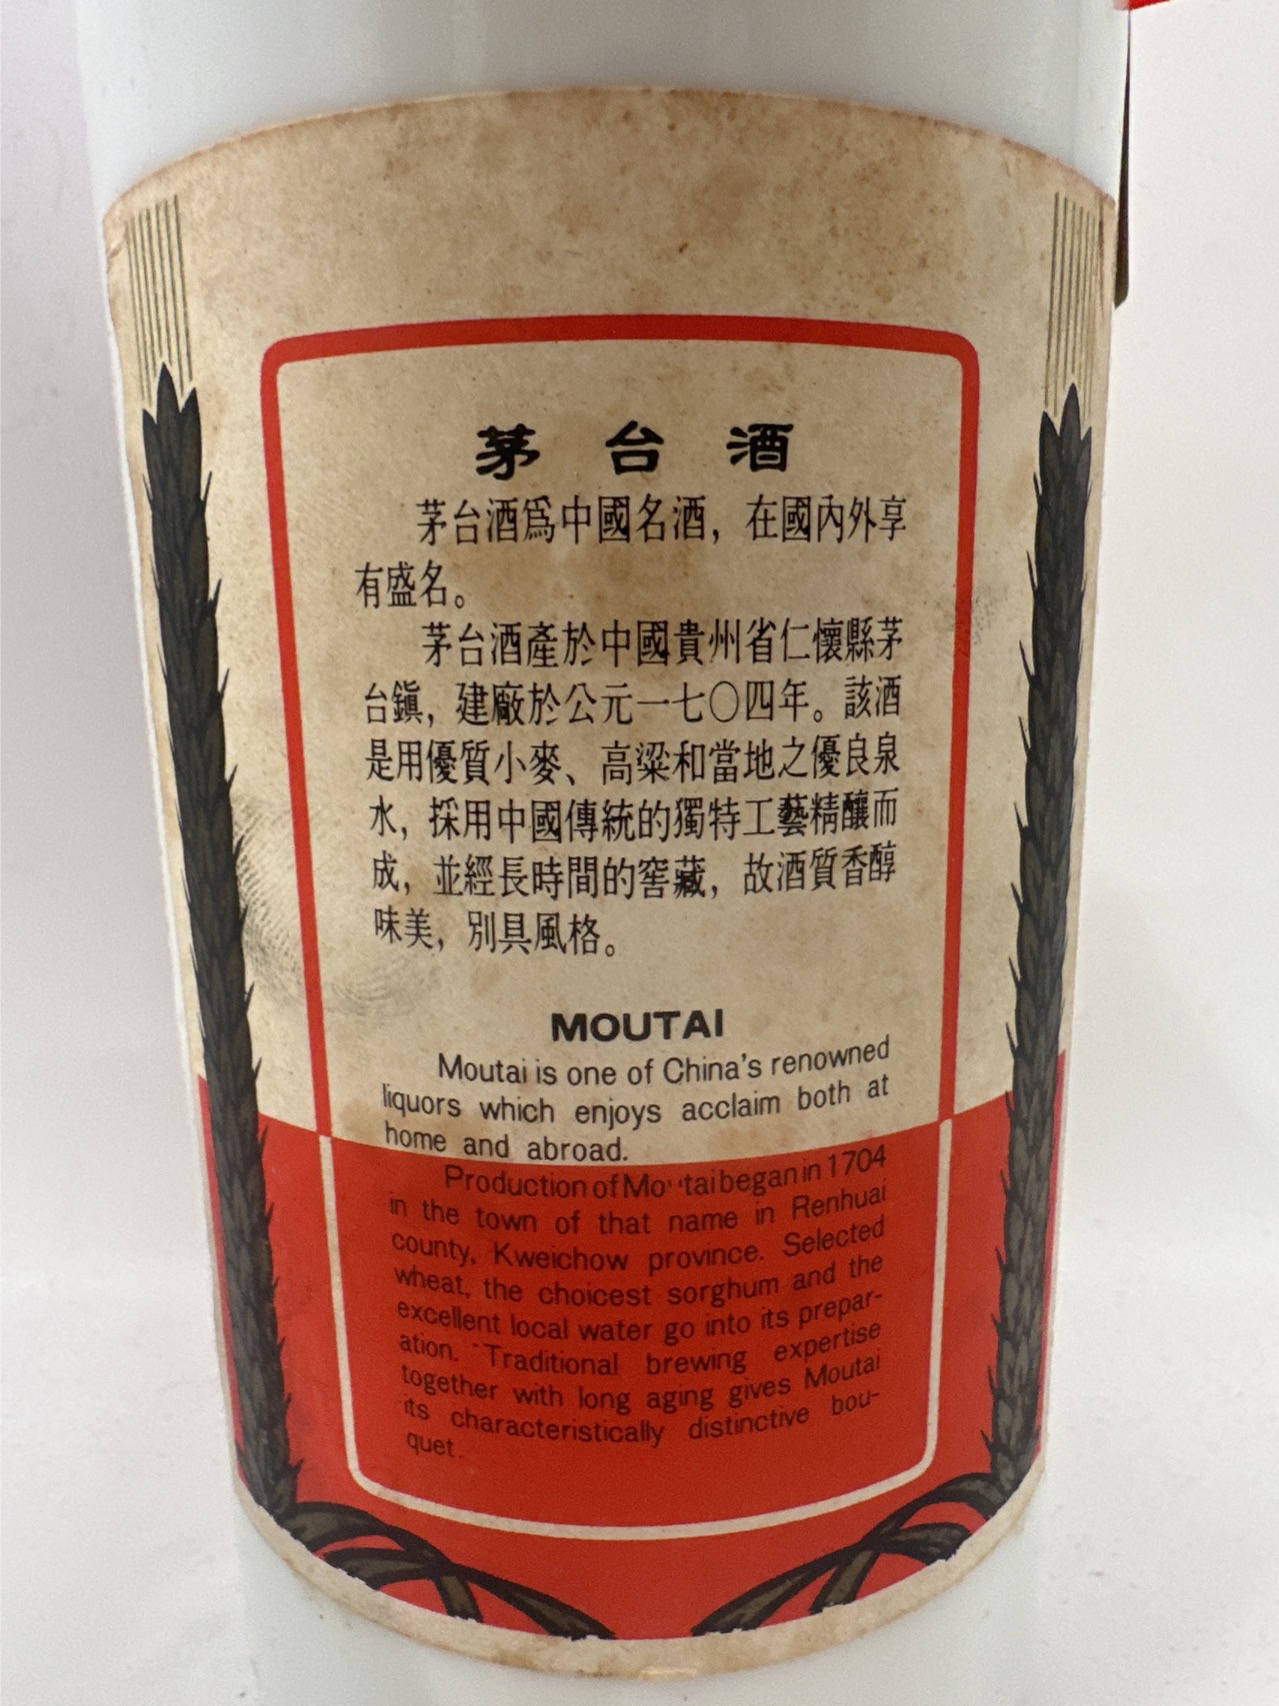 茅台酒
茅台酒爲中國名酒，在國內外享
有盛名。
茅台酒產於中國貴州省仁懷縣茅
台鎭，建廠於公元一七〇四年。該酒
是用優質小麥、高粱和當地之優良泉
水，採用中國傳統的獨特工藝精釀而
成，並經長時間的窖藏，故酒質香醇
味美，別具風格。
MOUTAI
Moutai is one of China's renowned
liquors which enjoys acclaim both at
home and abroad.
Production of Moutai began in 1704
in the town of that name in Renhuai
county, Kweichow province. Selected
wheat, the choicest sorghum and the
excellent local water go into its prepar-
ation. Traditional brewing expertise
together with long aging gives Moutai
its characteristically distinctive bou-
quet.